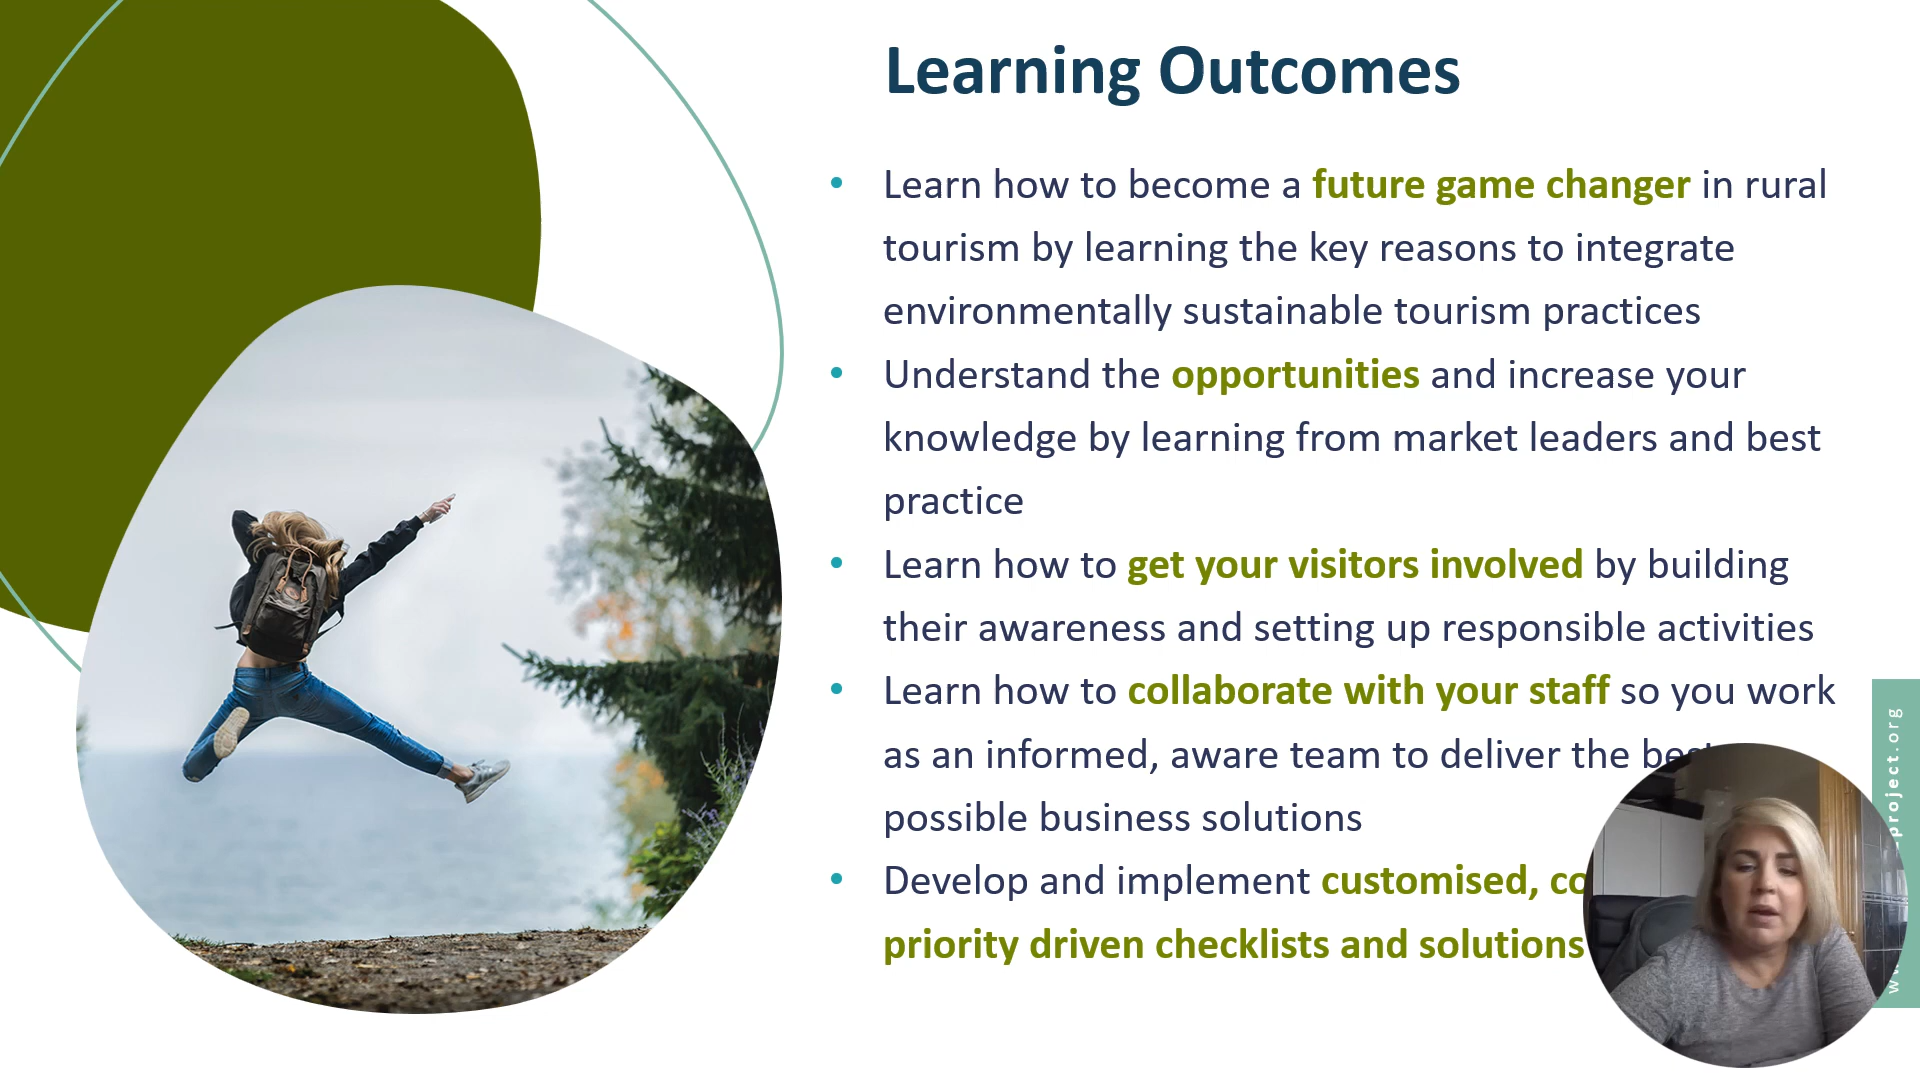 Learning Outcomes
• Learn how to become a future game changer in rural
tourism by learning the key reasons to integrate
environmentally sustainable tourism practices
• Understand the opportunities and increase your
knowledge by learning from market leaders and best
practice
• Learn how to get your visitors involved by building
their awareness and setting up responsible activities
• Learn how to collaborate with your staff so you work
as an informed, aware team to deliver the
possible business solutions
• Develop and implement customised,
priority driven checklists and solutions
project.org